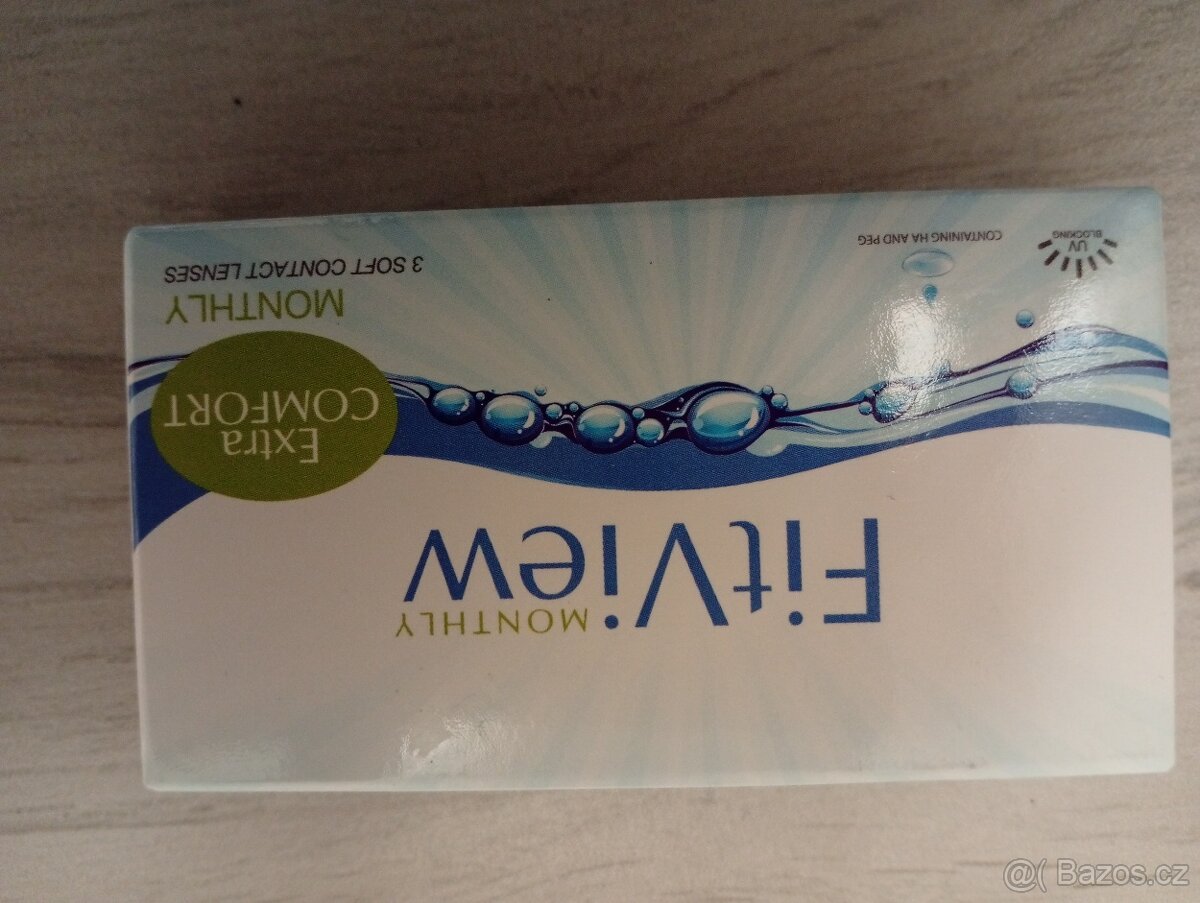 FitView
MONTHLY
Extra
COMFORT
MONTHLY
3 SOFT CONTACT LENSES
UV
BLOCKING
CONTAINING HA AND PEG
@( Bazos.cz